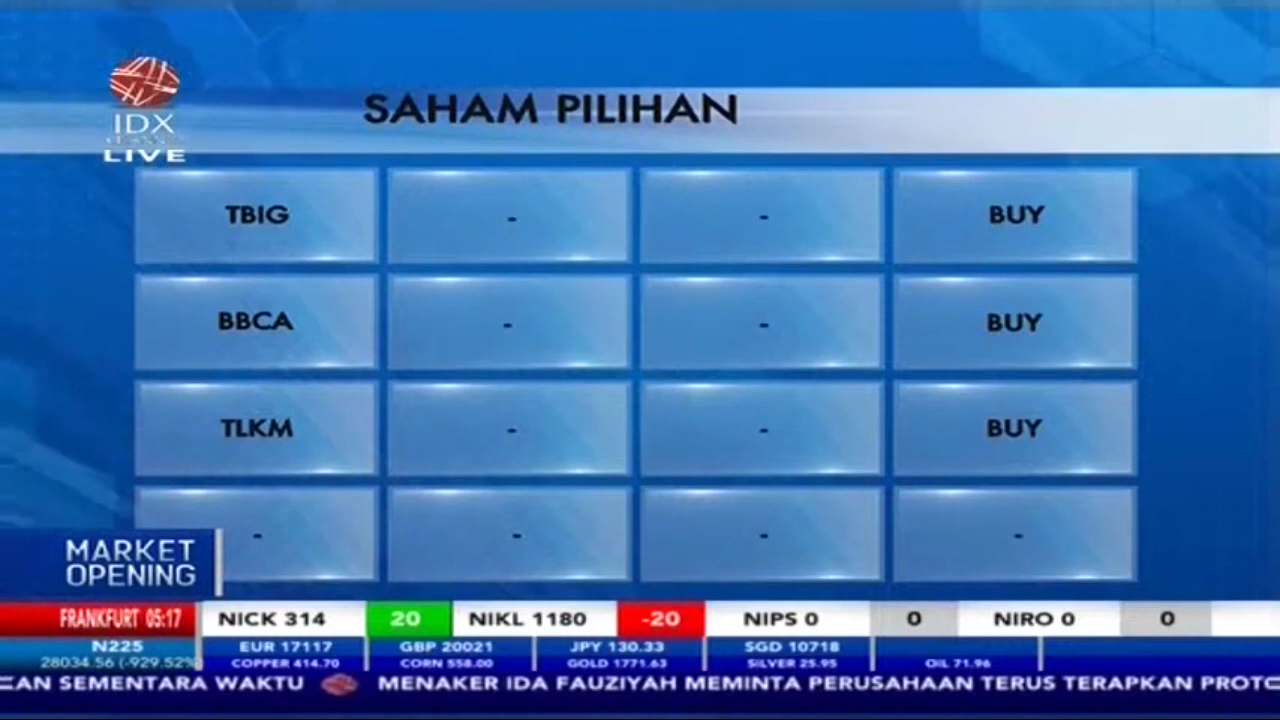 IDX
LIVE
SAHAM PILIHAN
TBIG - - BUY
BBCA - - BUY
TLKM - - BUY
- - - -
MARKET
OPENING
FRANKFURT 05:17 NICK 314 20 NIKL 1180 -20 NIPS 0 0 NIRO 0 0
N225 EUR 17117 GBP 20021 JPY 130.33 SGD 10718
28034.56 (-929.52%) COPPER 414.70 CORN 558.00 GOLD 1771.63 SILVER 25.95 OIL 71.96
CAN SEMENTARA WAKTU MENAKER IDA FAUZIYAH MEMINTA PERUSAHAAN TERUS TERAPKAN PROTO